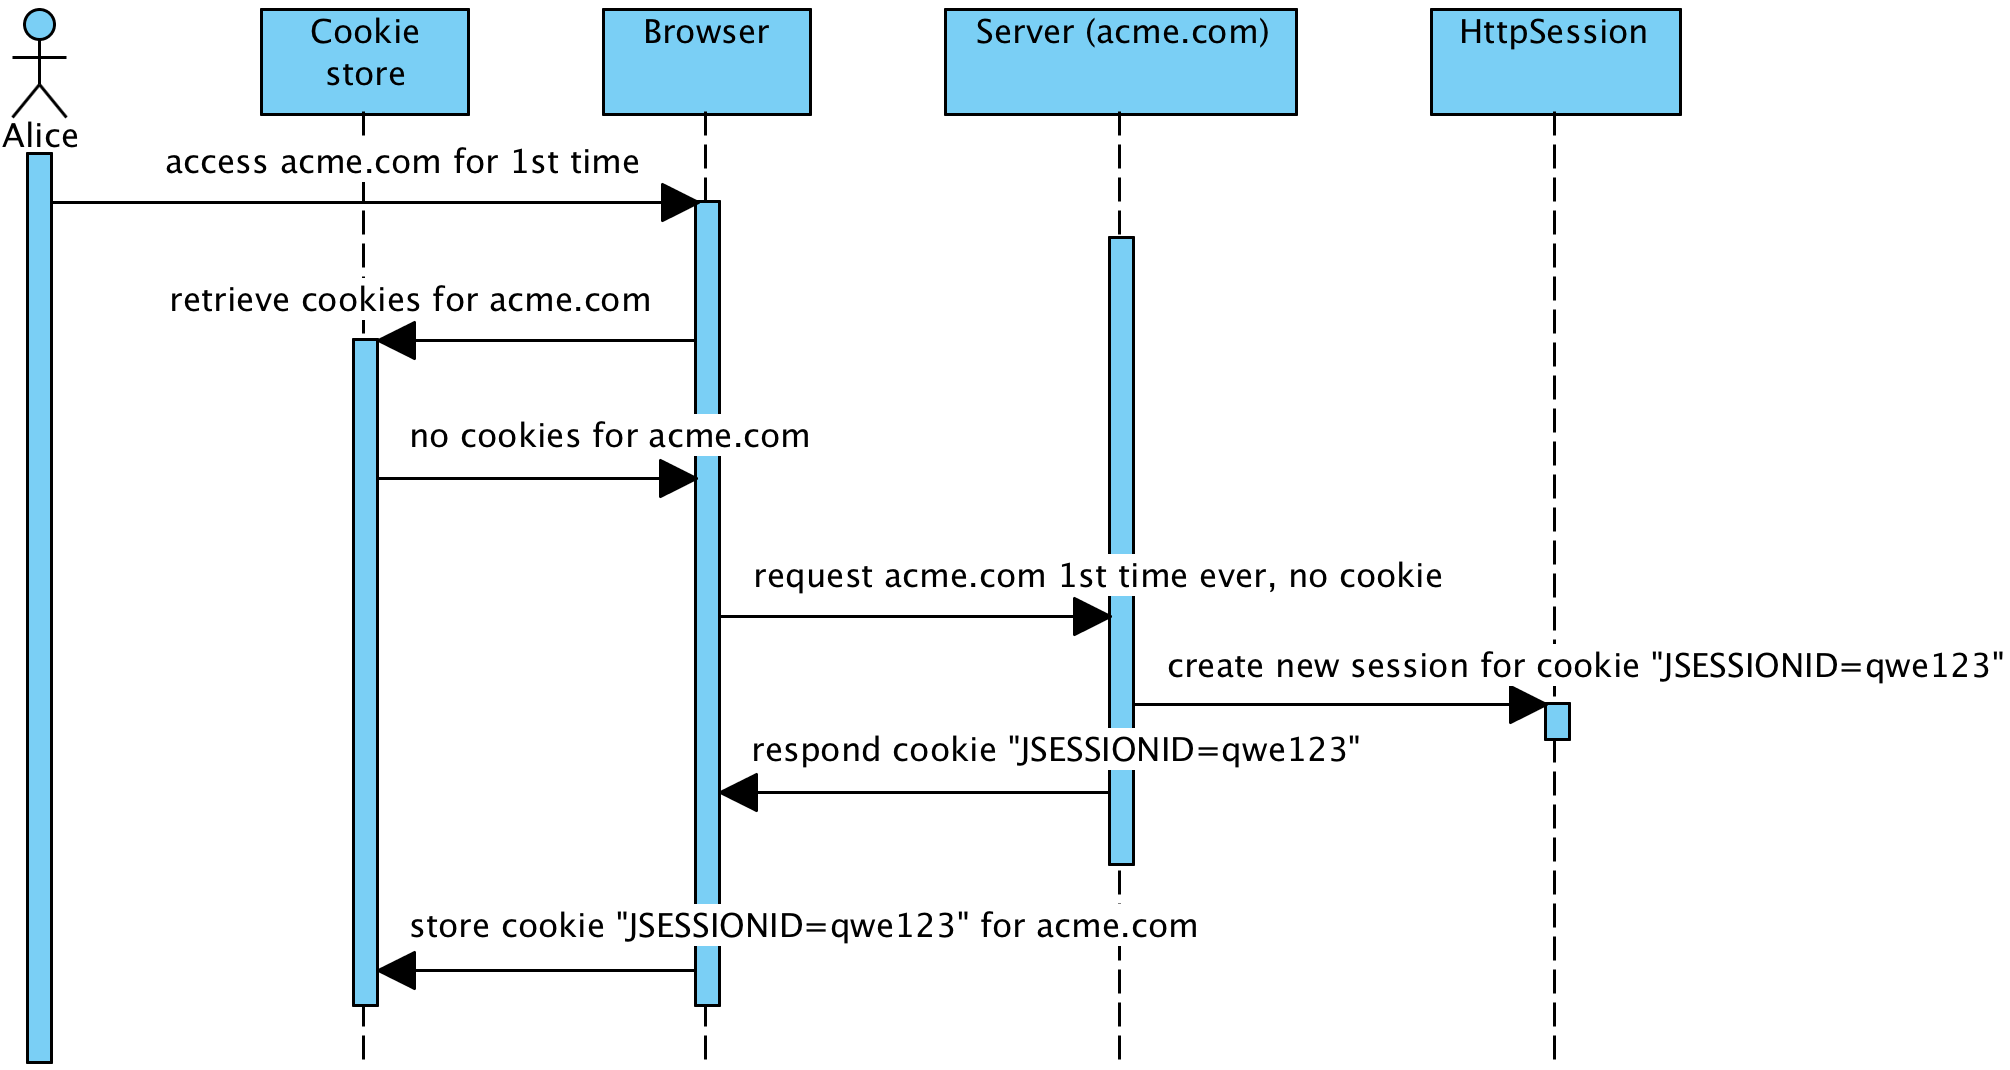 Cookie
store
Browser
Server (acme.com)
HttpSession
Alice
access acme.com for 1st time
retrieve cookies for acme.com
no cookies for acme.com
request acme.com 1st time ever, no cookie
create new session for cookie "JSESSIONID=qwe123"
respond cookie "JSESSIONID=qwe123"
store cookie "JSESSIONID=qwe123" for acme.com